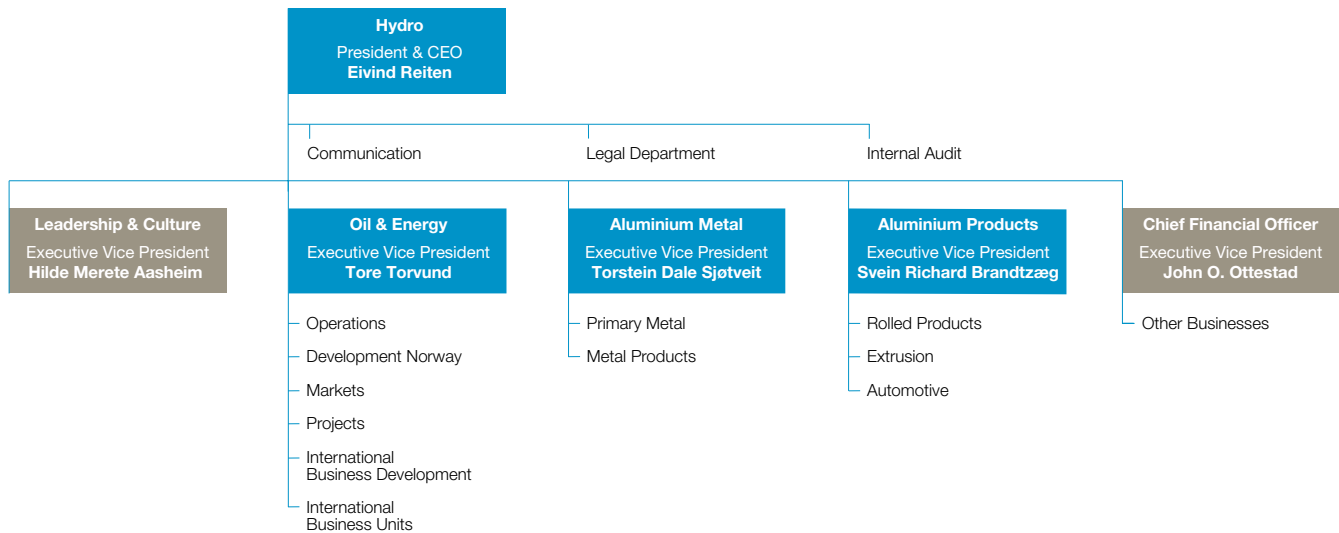 Hydro
President & CEO
Eivind Reiten
Communication
Legal Department
Internal Audit
Leadership & Culture
Executive Vice President
Hilde Merete Aasheim
Oil & Energy
Executive Vice President
Tore Torvund
Operations
Development Norway
Markets
Projects
International
Business Development
International
Business Units
Aluminium Metal
Executive Vice President
Torstein Dale Sjøtveit
Primary Metal
Metal Products
Aluminium Products
Executive Vice President
Svein Richard Brandtzæg
Rolled Products
Extrusion
Automotive
Chief Financial Officer
Executive Vice President
John O. Ottestad
Other Businesses